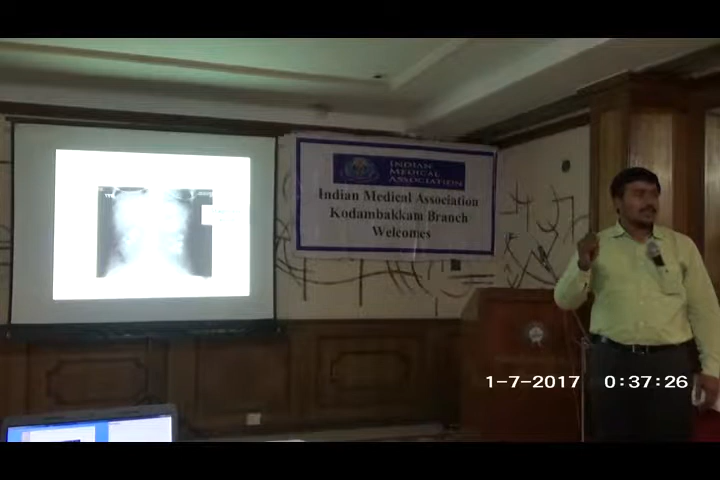 INDIAN
MEDICAL
ASSOCIATION
Indian Medical Association
Kodambakkam Branch
Welcomes
1-7-2017 0:37:26